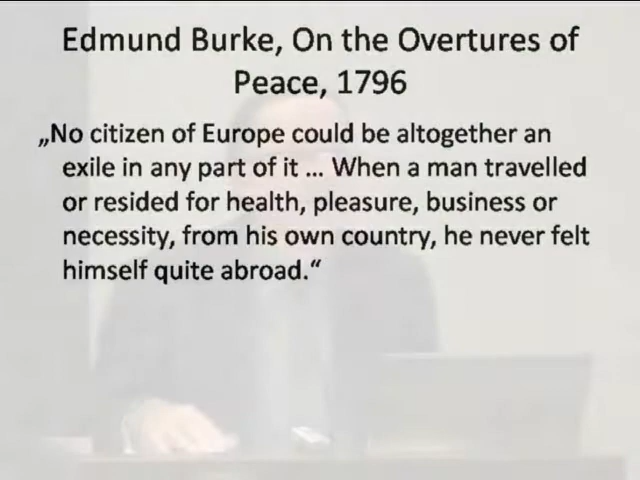 Edmund Burke, On the Overtures of
Peace, 1796
„No citizen of Europe could be altogether an
exile in any part of it ... When a man travelled
or resided for health, pleasure, business or
necessity, from his own country, he never felt
himself quite abroad.“